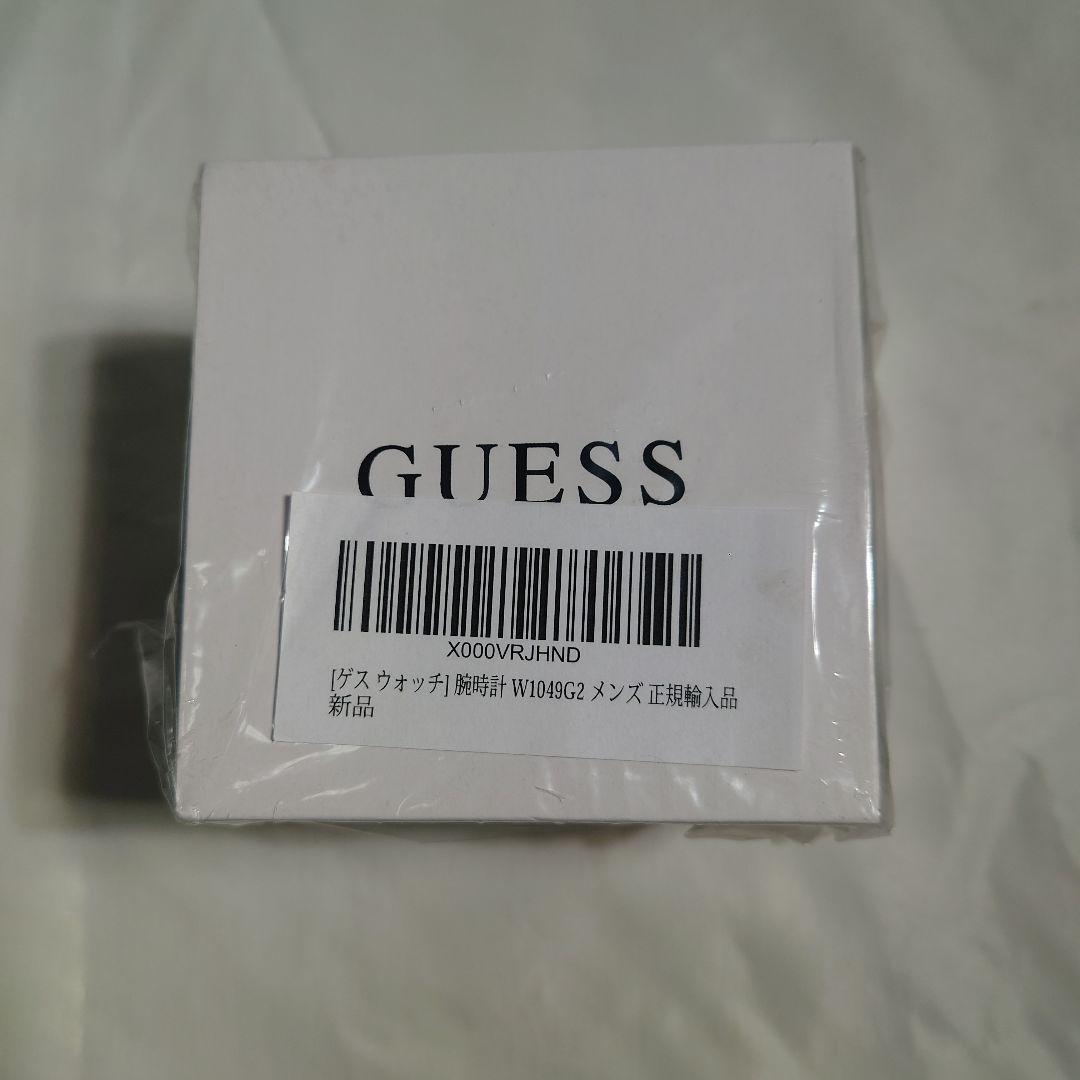 GUESS
X000VRJHND
[ゲス ウォッチ] 腕時計 W1049G2 メンズ 正規輸入品
新品